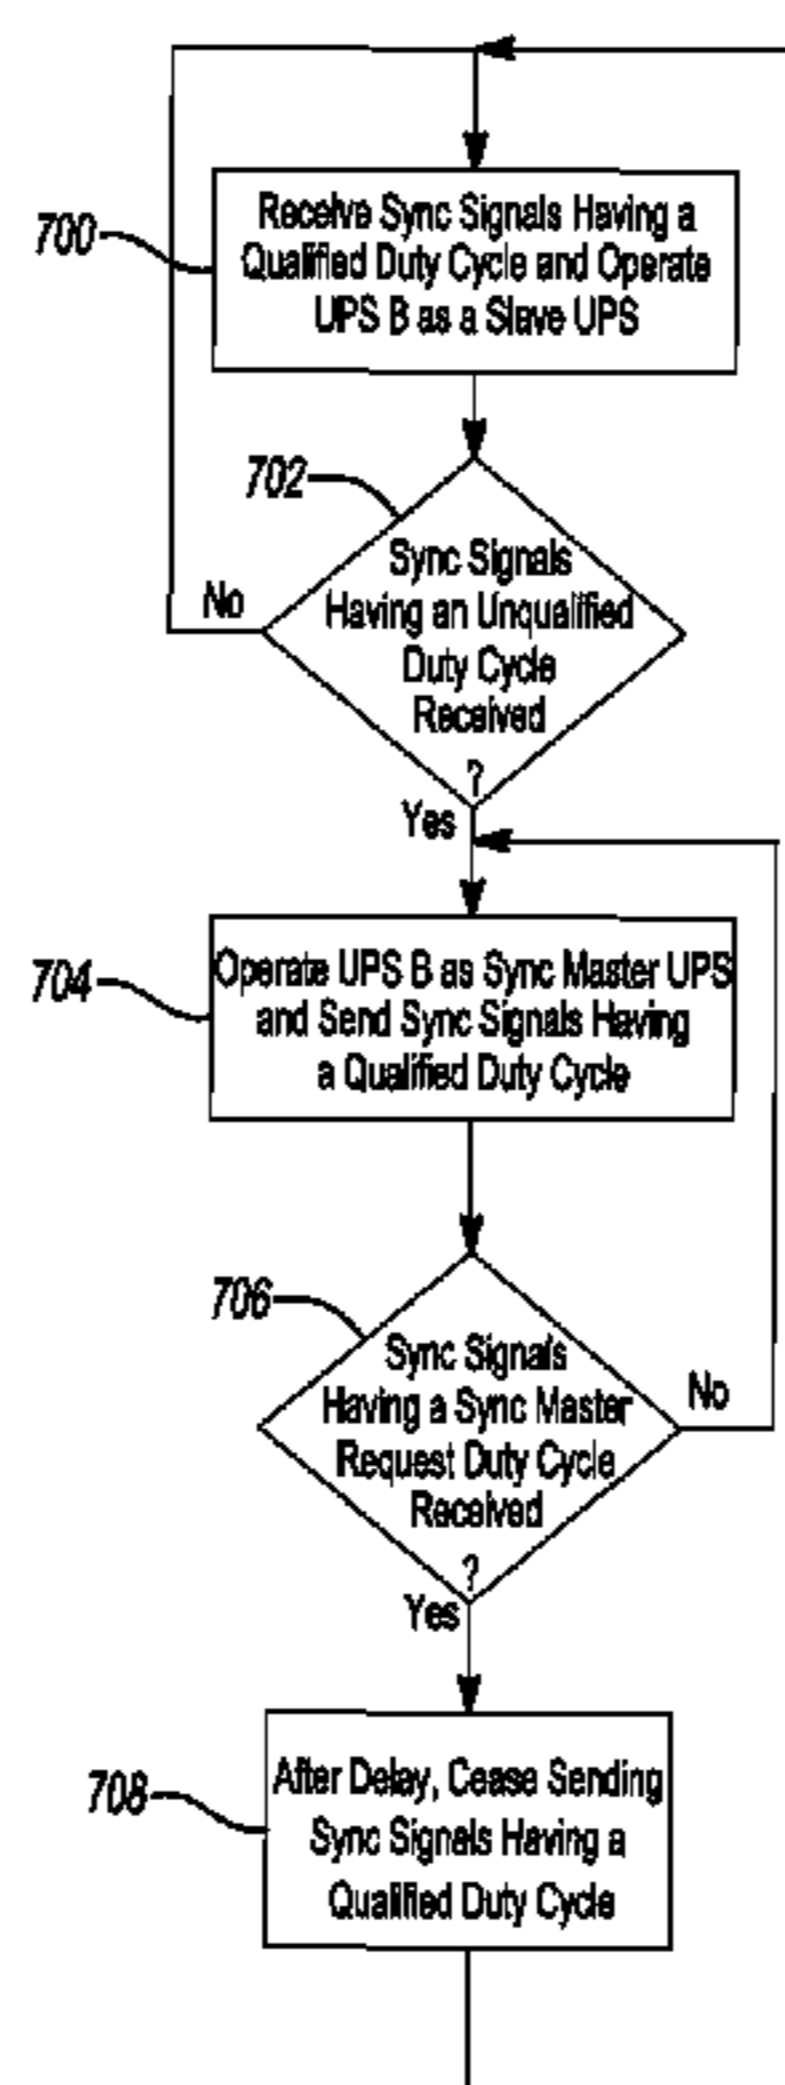 700
Receive Sync Signals Having a
Qualified Duty Cycle and Operate
UPS B as a Slave UPS
702
Sync Signals
Having an Unqualified
Duty Cycle
Received
?
No
Yes
704
Operate UPS B as Sync Master UPS
and Send Sync Signals Having
a Qualified Duty Cycle
706
Sync Signals
Having a Sync Master
Request Duty Cycle
Received
?
No
Yes
708
After Delay, Cease Sending
Sync Signals Having a
Qualified Duty Cycle